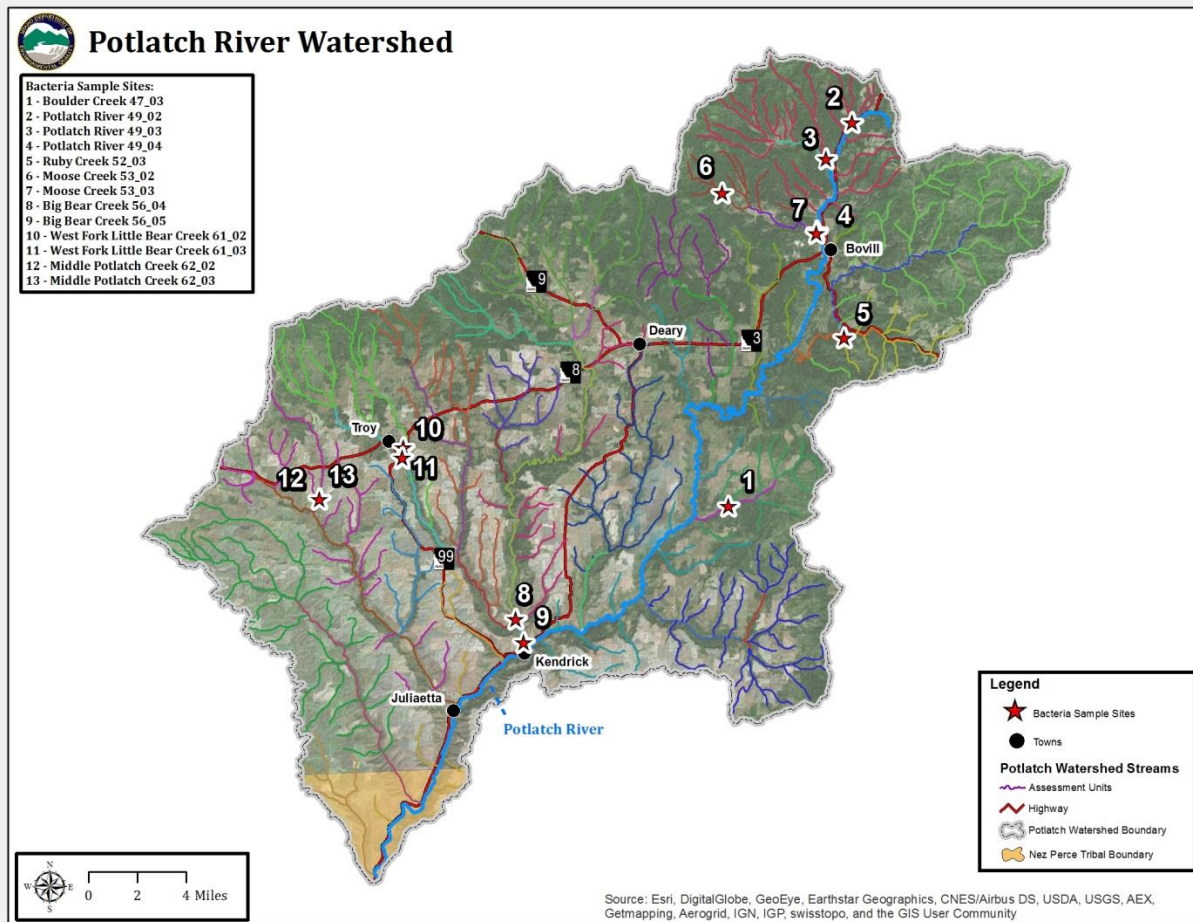 Potlatch River Watershed
Bacteria Sample Sites:
1 - Boulder Creek 47_03
2 - Potlatch River 49_02
3 - Potlatch River 49_03
4 - Potlatch River 49_04
5 - Ruby Creek 52_03
6 - Moose Creek 53_02
7 - Moose Creek 53_03
8 - Big Bear Creek 56_04
9 - Big Bear Creek 56_05
10 - West Fork Little Bear Creek 61_02
11 - West Fork Little Bear Creek 61_03
12 - Middle Potlatch Creek 62_02
13 - Middle Potlatch Creek 62_03
2
3
6
7
4
Bovill
9
5
Deary
3
8
Troy
10
11
12
13
1
99
8
9
Kendrick
Juliaetta
Potlatch River
Legend
Bacteria Sample Sites
Towns
Potlatch Watershed Streams
Assessment Units
Highway
Potlatch Watershed Boundary
Nez Perce Tribal Boundary
N
W
E
S
0 2 4 Miles
Source: Esri, DigitalGlobe, GeoEye, Earthstar Geographics, CNES/Airbus DS, USDA, USGS, AEX,
Getmapping, Aerogrid, IGN, IGP, swisstopo, and the GIS User Community